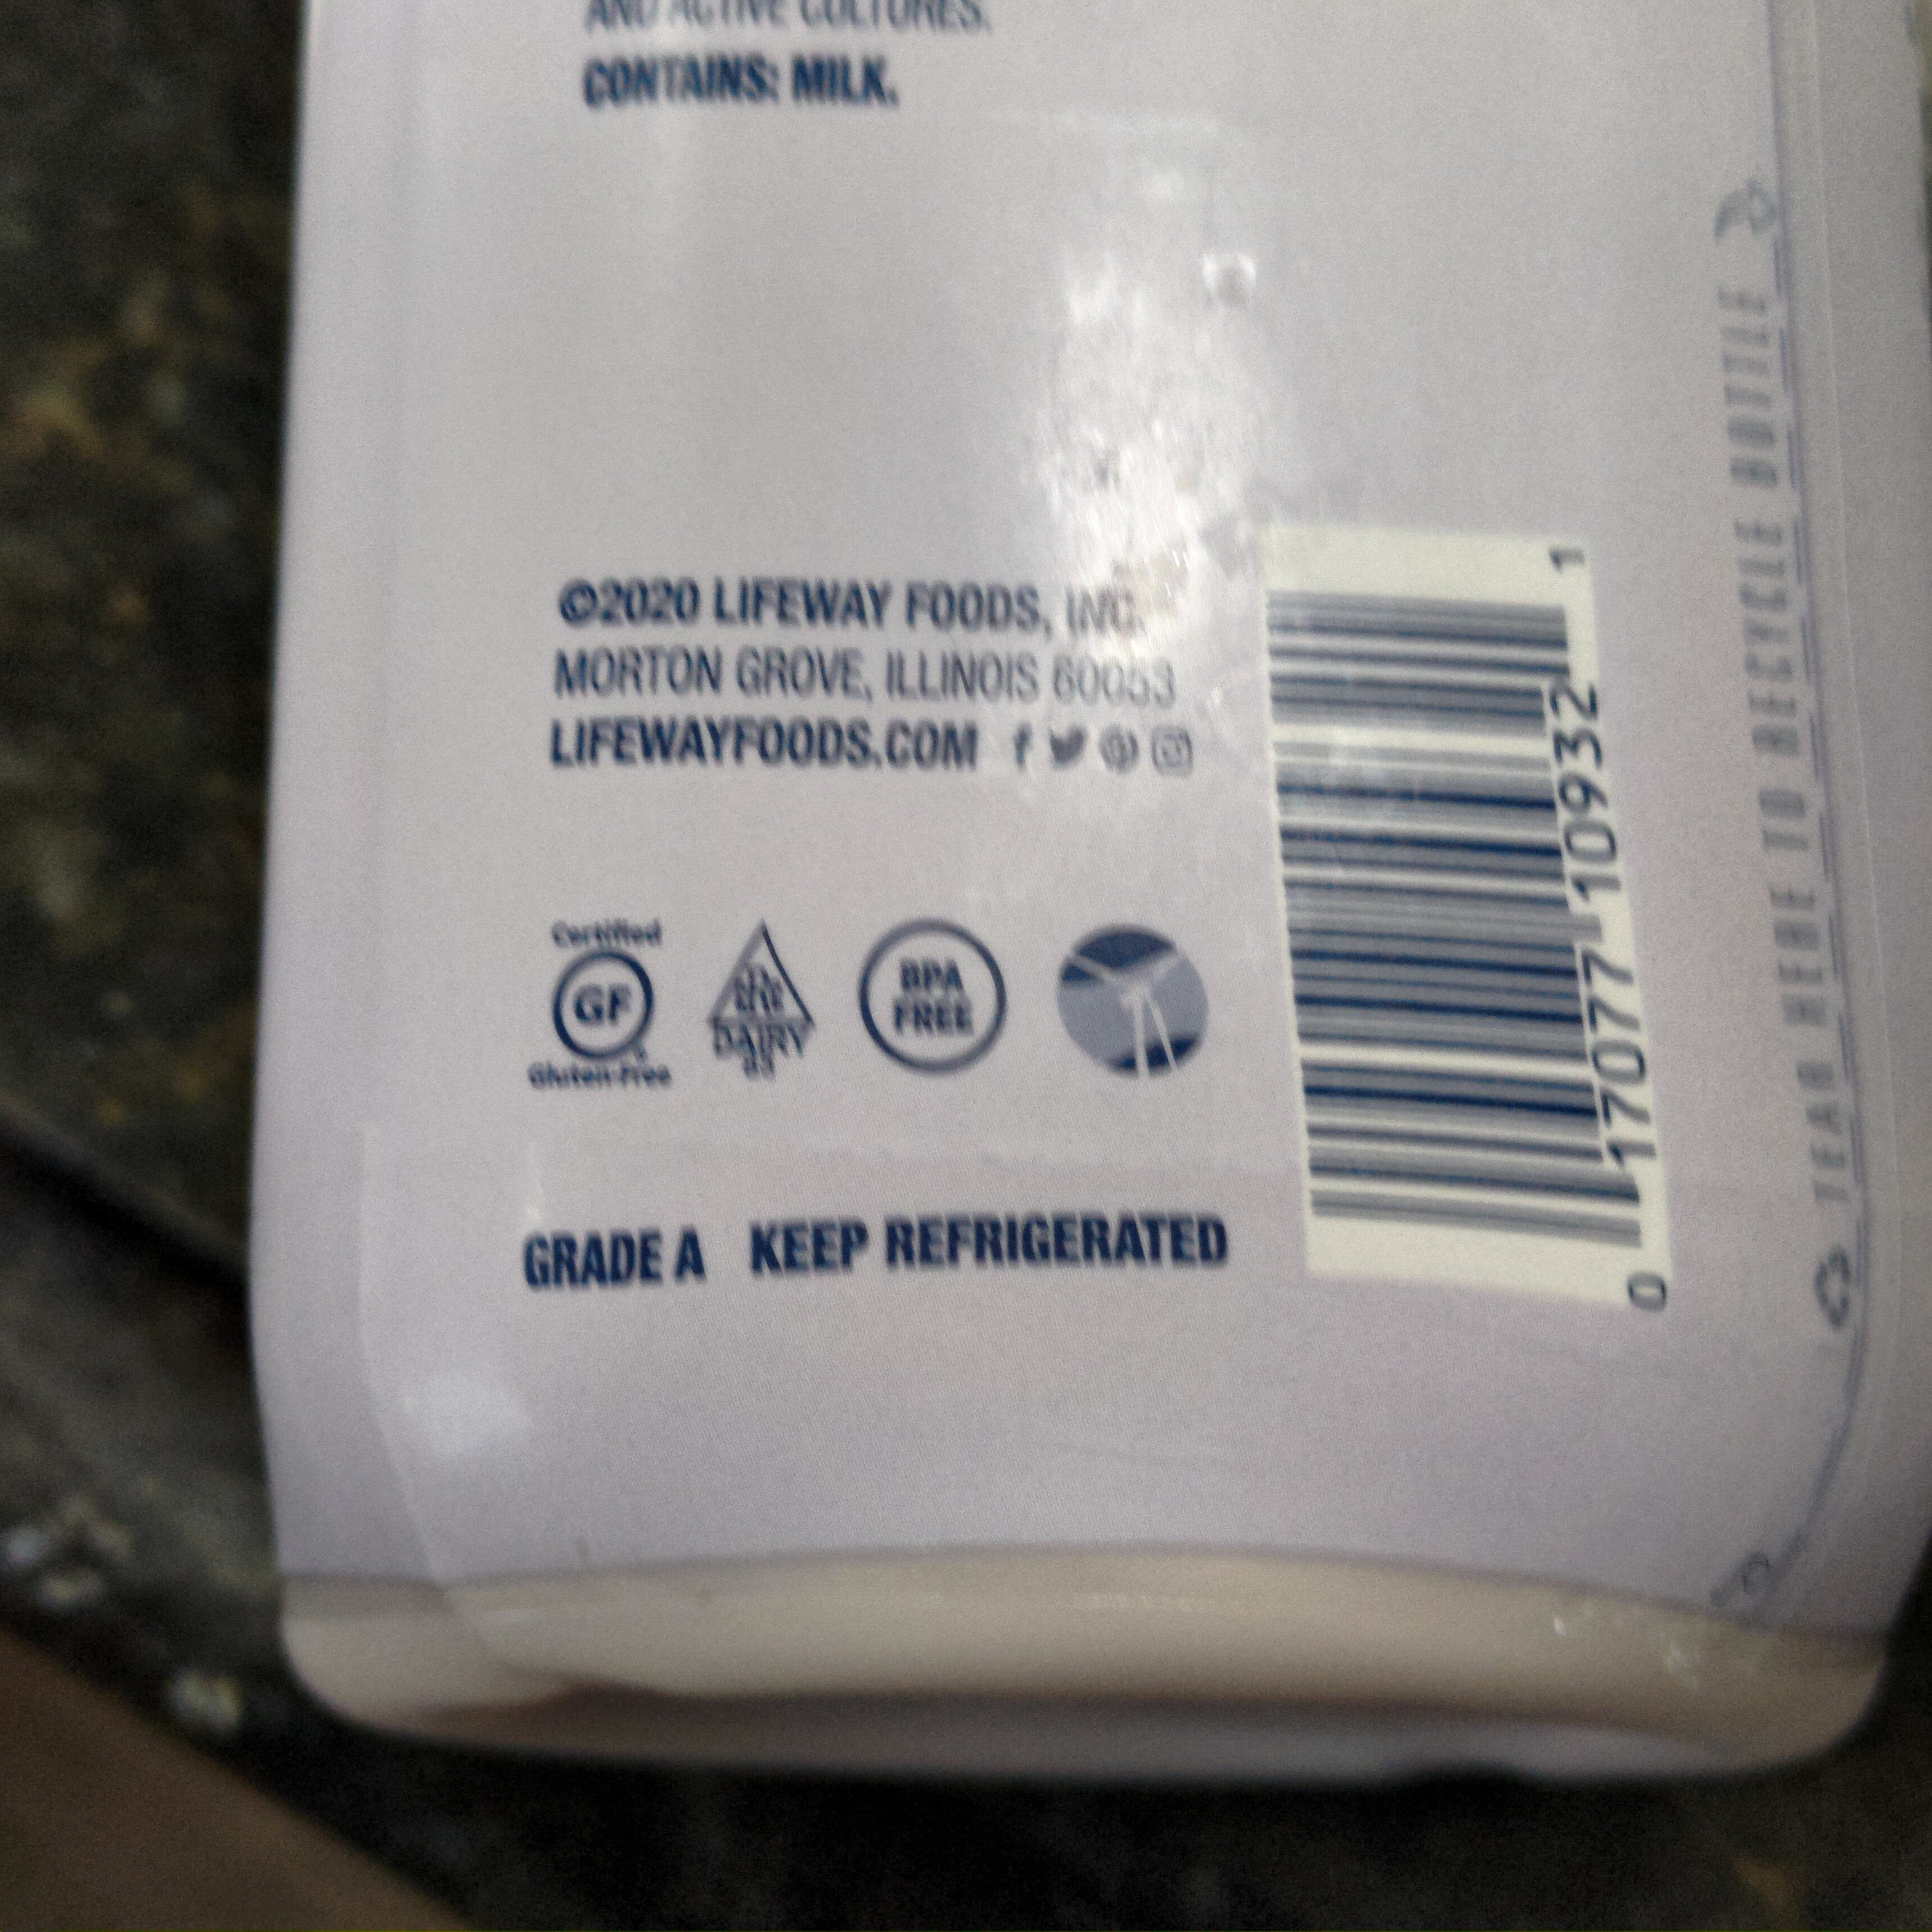 AND ACTIVE CULTURES.
CONTAINS: MILK.
©2020 LIFEWAY FOODS, INC.
MORTON GROVE, ILLINOIS 60053
LIFEWAYFOODS.COM
Certified
GF
Gluten-Free
DAIRY
BPA
FREE
GRADE A KEEP REFRIGERATED
0 17077 10932 1
TEAR HERE TO RECYCLE BOTTLE